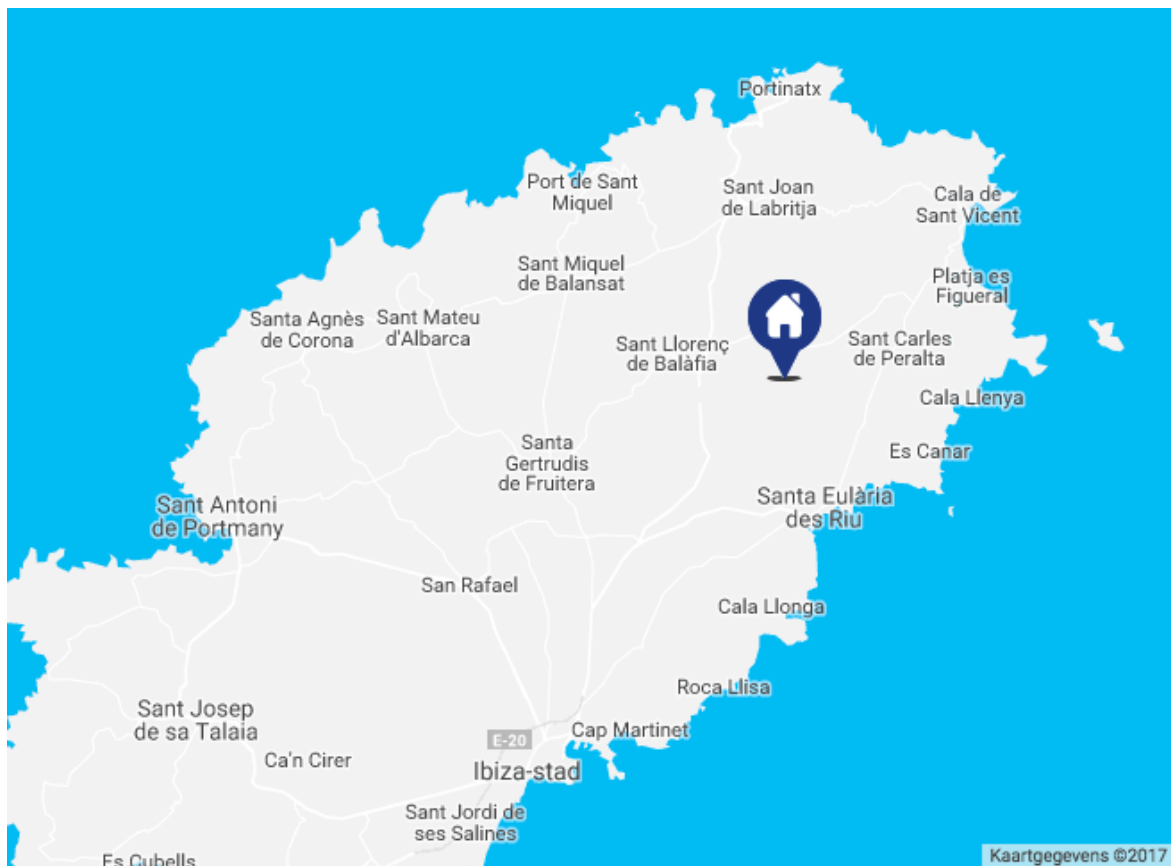 Portinatx
Port de Sant
Miquel
Sant Joan
de Labritja
Cala de
Sant Vicent
Sant Miquel
de Balansat
Platja es
Figueral
Santa Agnès
de Corona
Sant Mateu
d'Albarca
Sant Llorenç
de Balàfia
Sant Carles
de Peralta
Cala Llenya
Santa
Gertrudis
de Fruitera
Es Canar
Sant Antoni
de Portmany
Santa Eulària
des Riu
San Rafael
Cala Llonga
Roca Llisa
Sant Josep
de sa Talaia
Cap Martinet
E-20
Ca'n Cirer
Ibiza-stad
Sant Jordi de
ses Salines
Es Cubells
Kaartgegevens ©2017